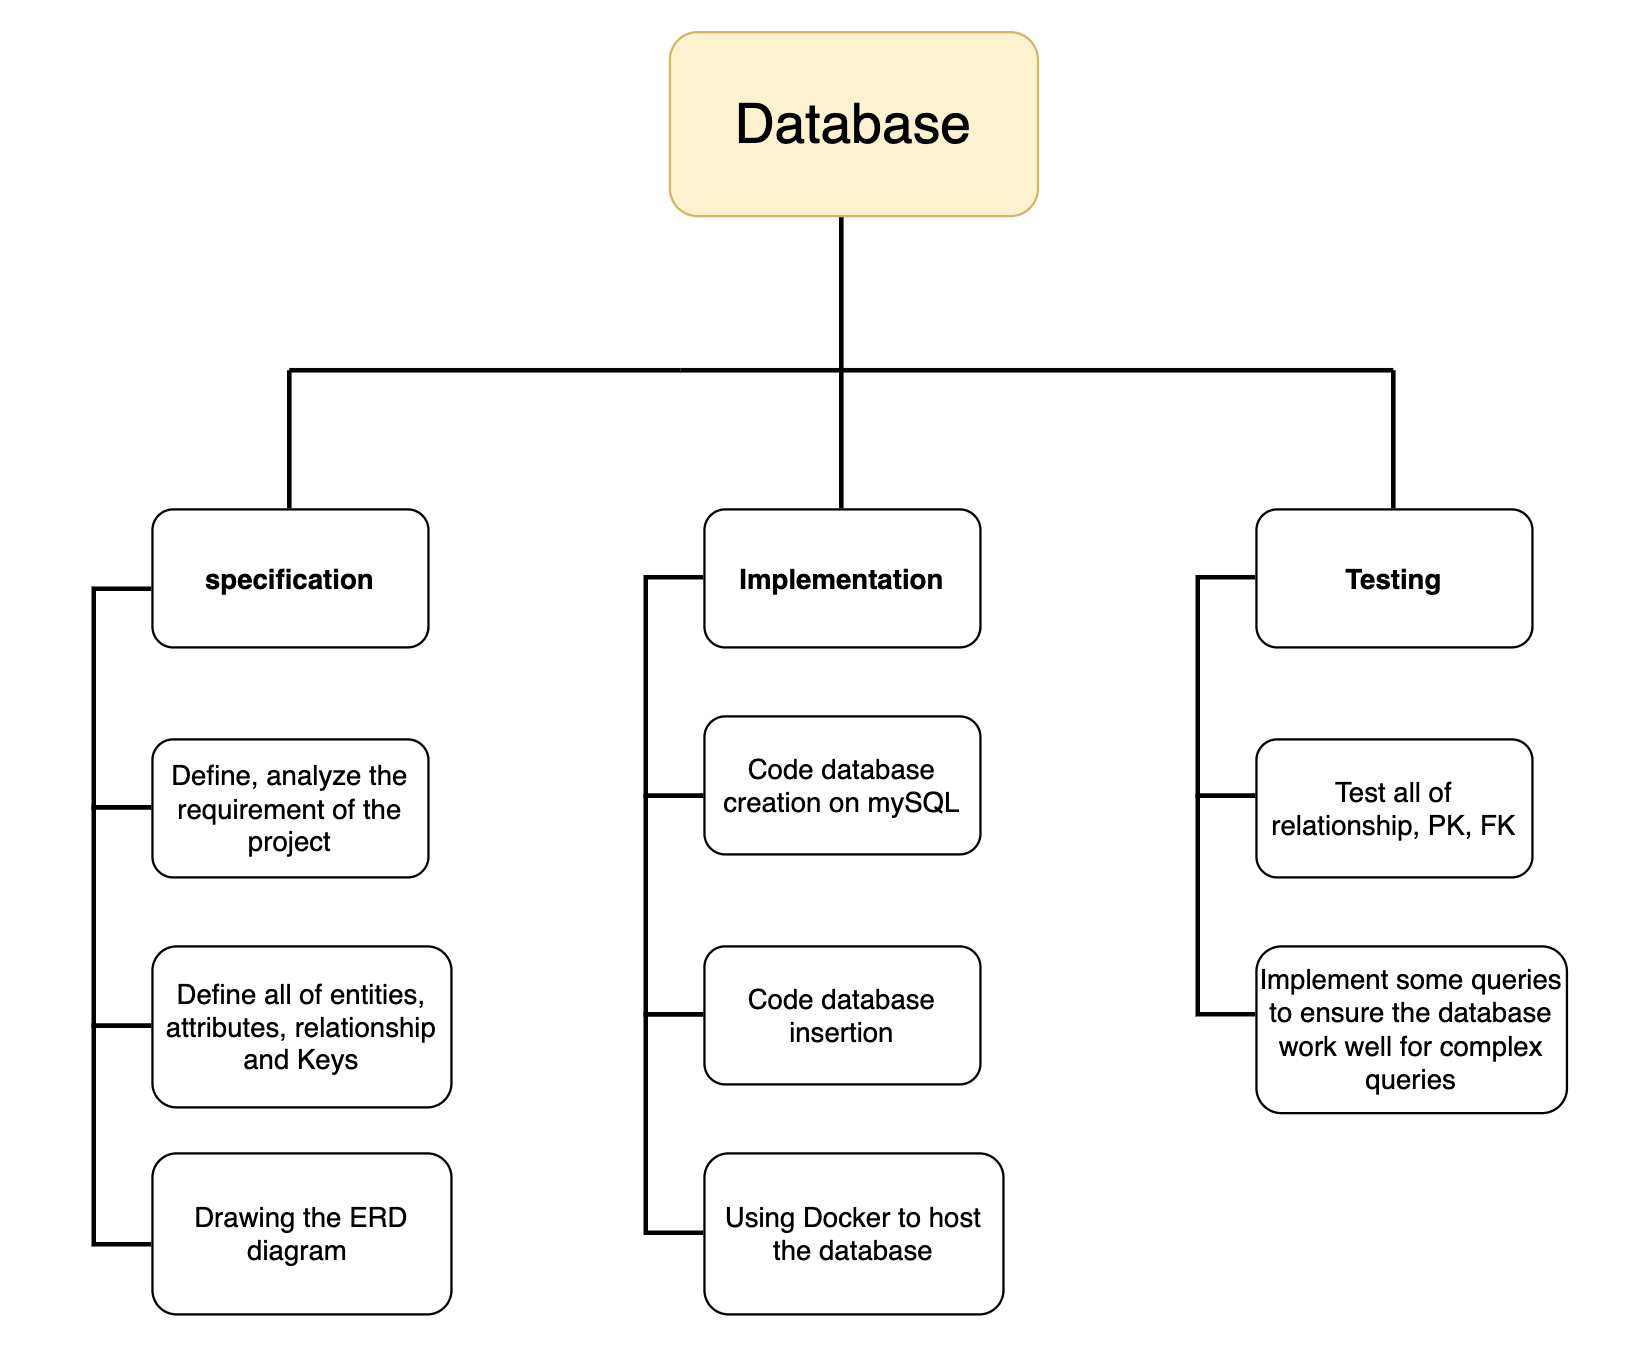 Database
specification
Define, analyze the
requirement of the
project
Define all of entities,
attributes, relationship
and Keys
Drawing the ERD
diagram
Implementation
Code database
creation on mySQL
Code database
insertion
Using Docker to host
the database
Testing
Test all of
relationship, PK, FK
Implement some queries
to ensure the database
work well for complex
queries